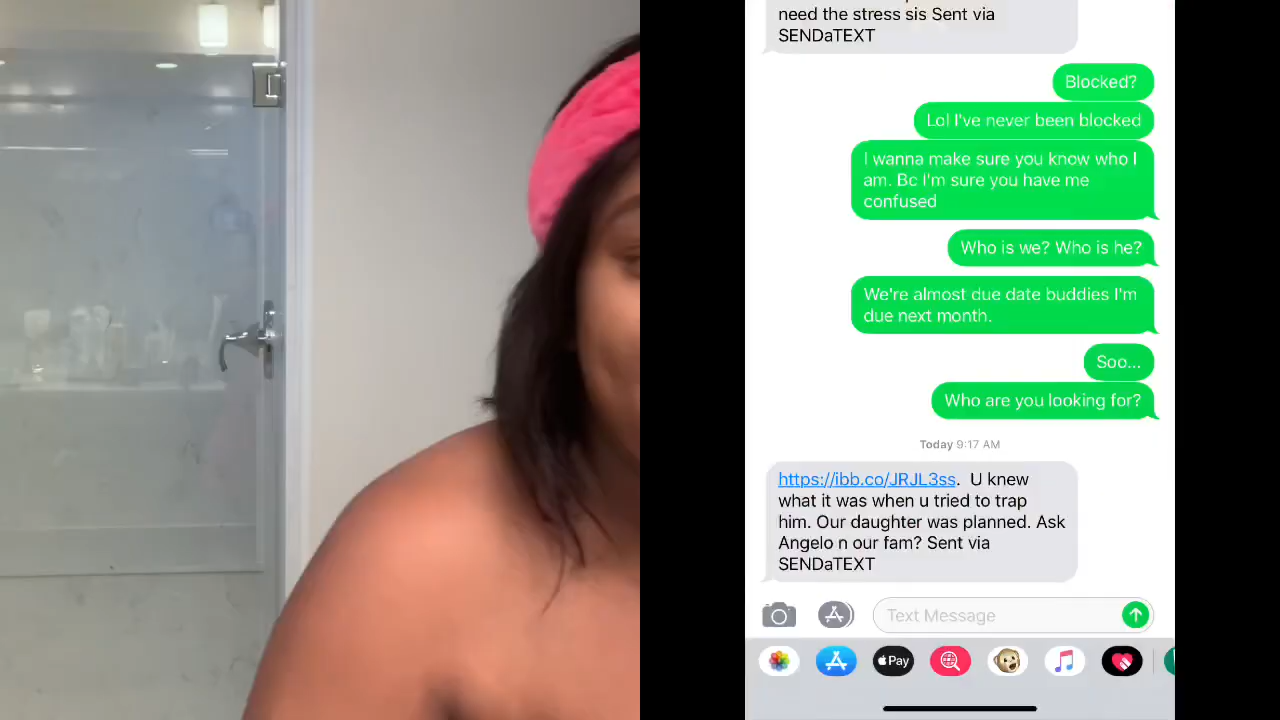 need the stress sis Sent via
SENDaTEXT
Blocked?
Lol I've never been blocked
I wanna make sure you know who I
am. Bc I'm sure you have me
confused
Who is we? Who is he?
We're almost due date buddies I'm
due next month.
Soo...
Who are you looking for?
Today 9:17 AM
https://ibb.co/JRJL3ss. U knew
what it was when u tried to trap
him. Our daughter was planned. Ask
Angelo n our fam? Sent via
SENDaTEXT
Text Message
Pay